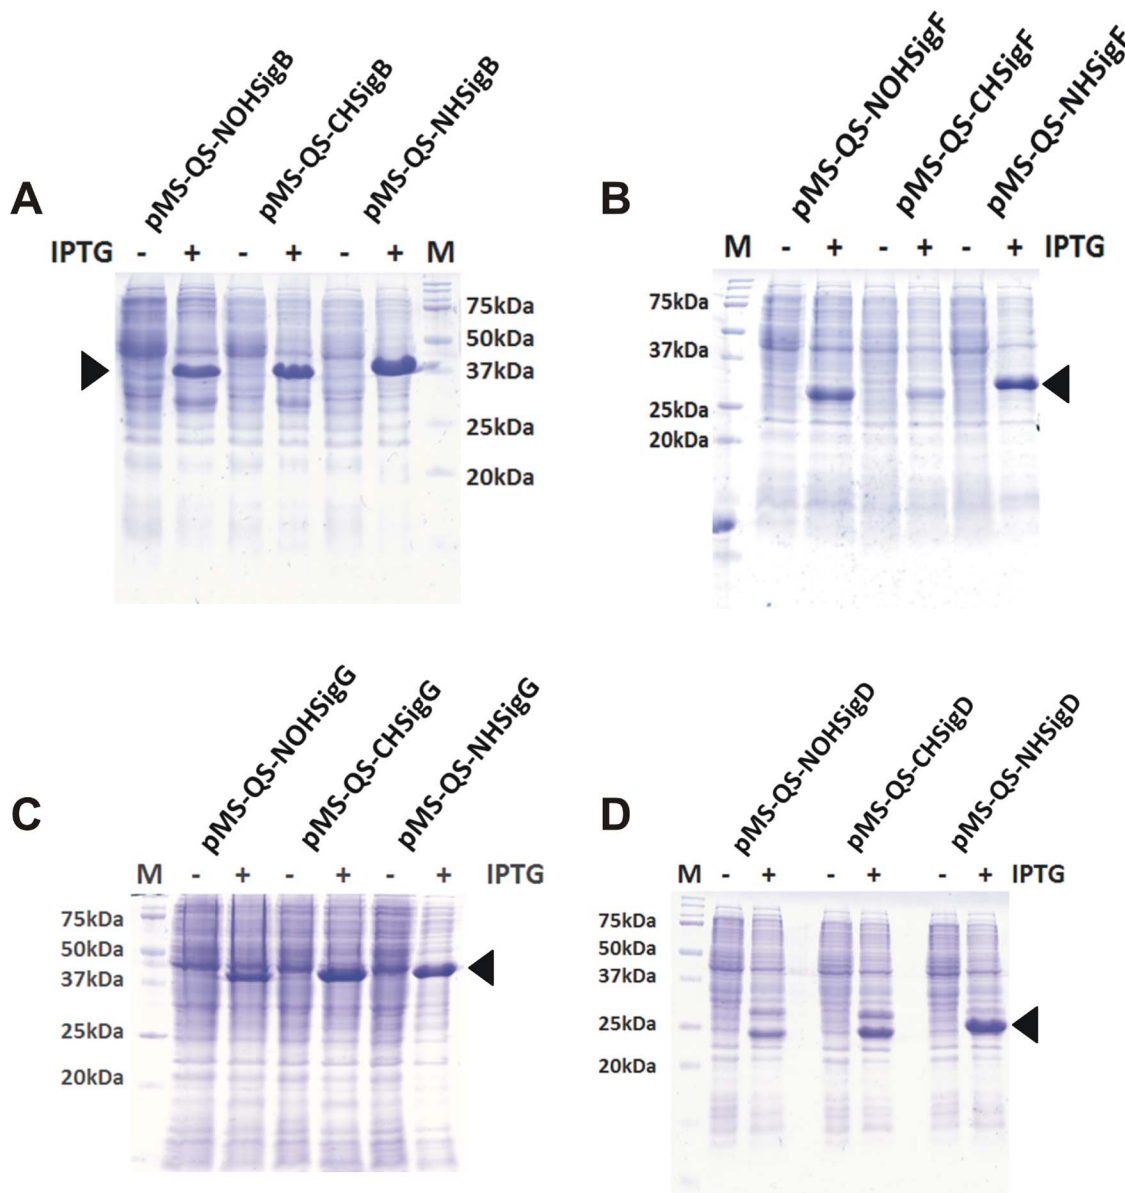 A
pMS-QS-NOHSigB
pMS-QS-CHSigB
pMS-QS-NHSigB
IPTG - + - + - + M
75kDa
50kDa
37kDa
25kDa
20kDa
B
pMS-QS-NOHSigF
pMS-QS-CHSigF
pMS-QS-NHSigF
M - + - + - + IPTG
75kDa
37kDa
25kDa
20kDa
C
pMS-QS-NOHSigG
pMS-QS-CHSigG
pMS-QS-NHSigG
M - + - + - + IPTG
75kDa
50kDa
37kDa
25kDa
20kDa
D
pMS-QS-NOHSigD
pMS-QS-CHSigD
pMS-QS-NHSigD
M - + - + - + IPTG
75kDa
50kDa
37kDa
25kDa
20kDa